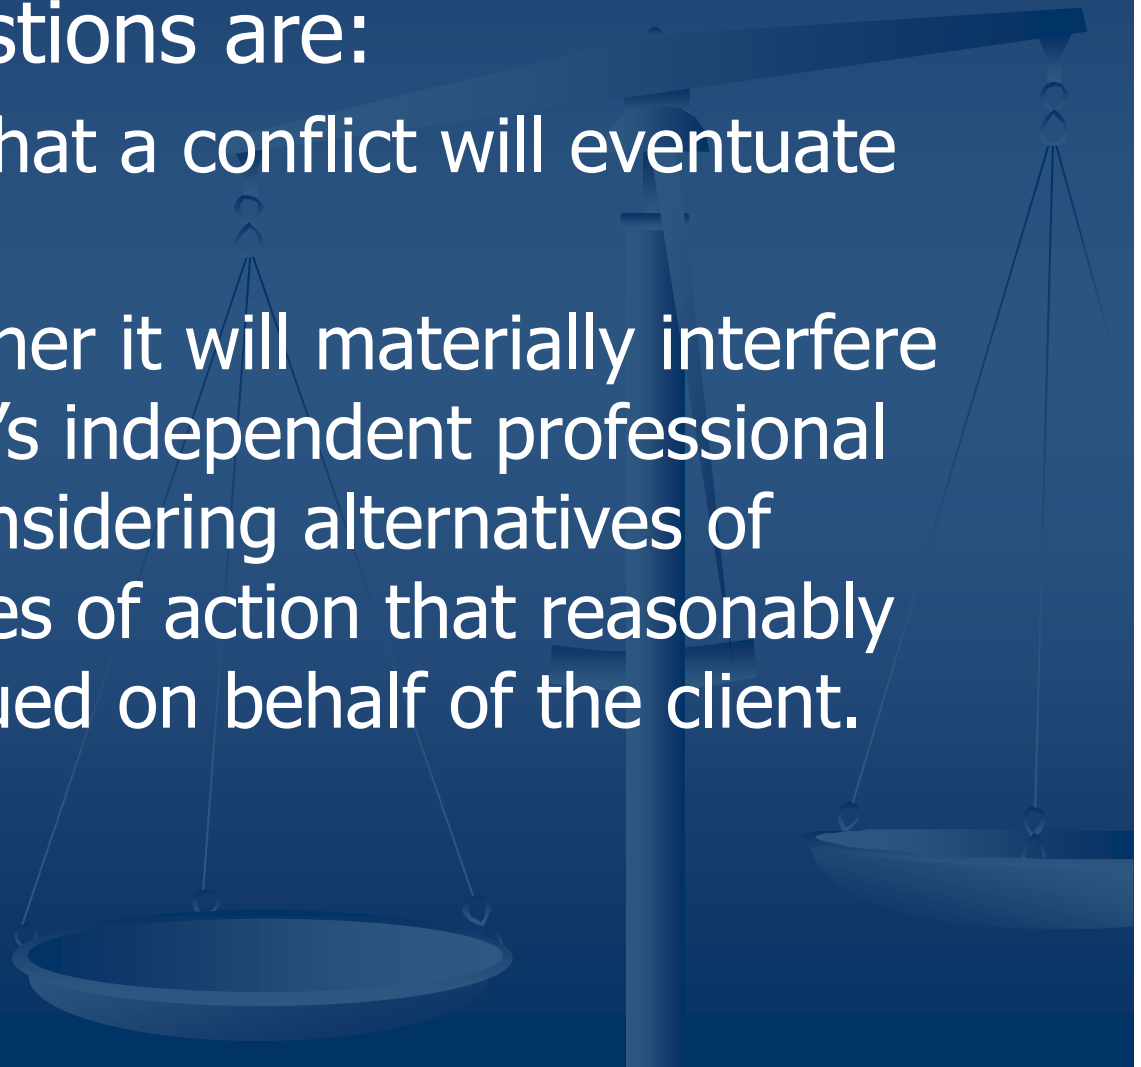 stions are:
hat a conflict will eventuate
her it will materially interfere
’s independent professional
nsidering alternatives of
es of action that reasonably
ued on behalf of the client.